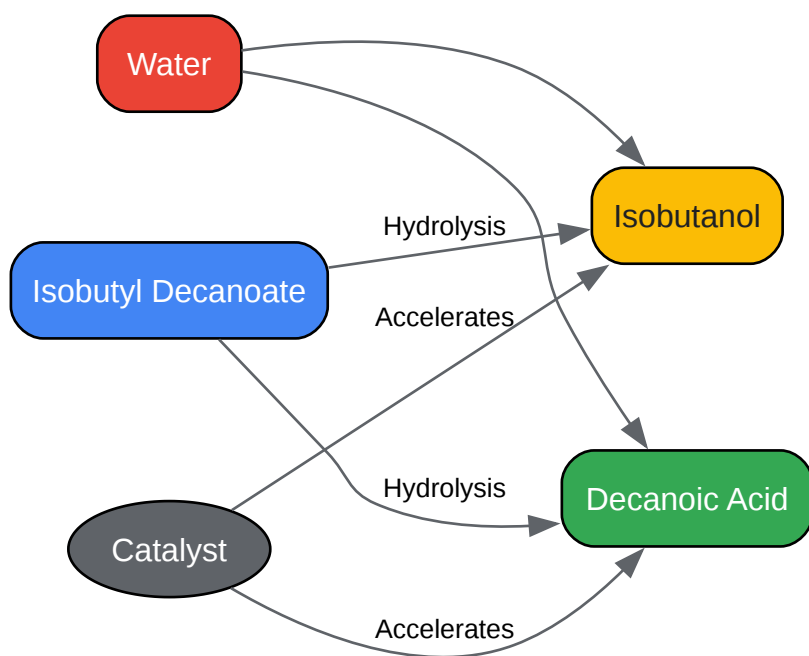 Water
Isobutanol
Hydrolysis
Isobutyl Decanoate
Accelerates
Hydrolysis
Decanoic Acid
Catalyst
Accelerates